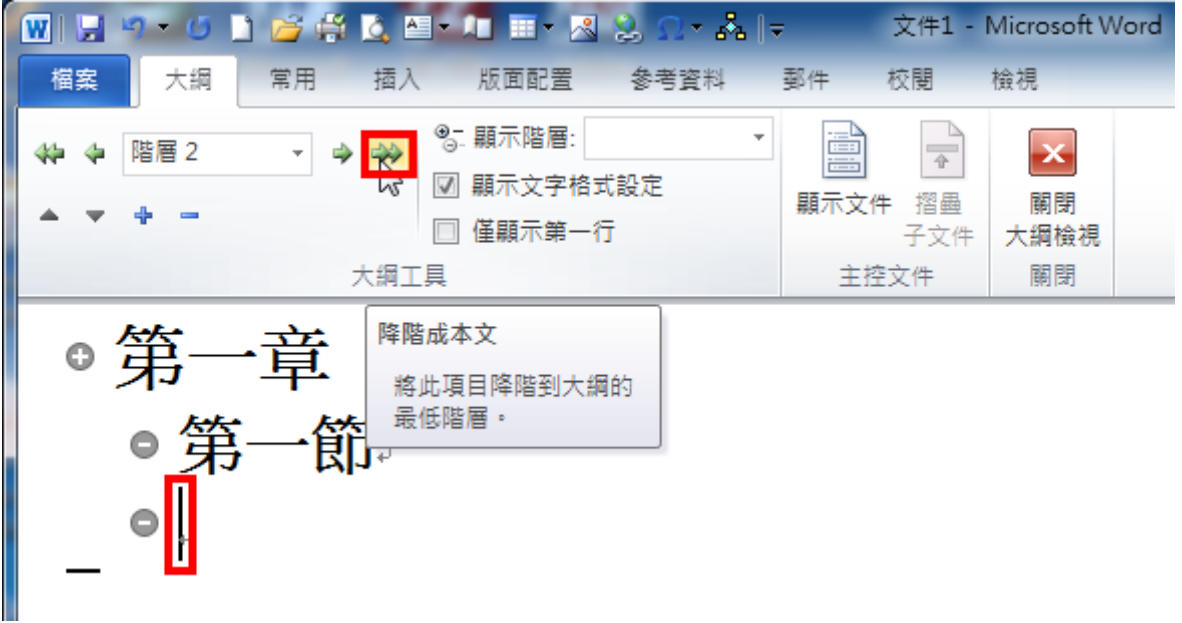 文件1 - Microsoft Word
檔案 大綱 常用 插入 版面配置 參考資料 郵件 校閱 檢視
階層 2
顯示階層:
顯示文字格式設定
僅顯示第一行
大綱工具
顯示文件
摺疊
子文件
主控文件
關閉
大綱檢視
關閉
降階成本文
將此項目降階到大綱的
最低階層。
第一章
第一節